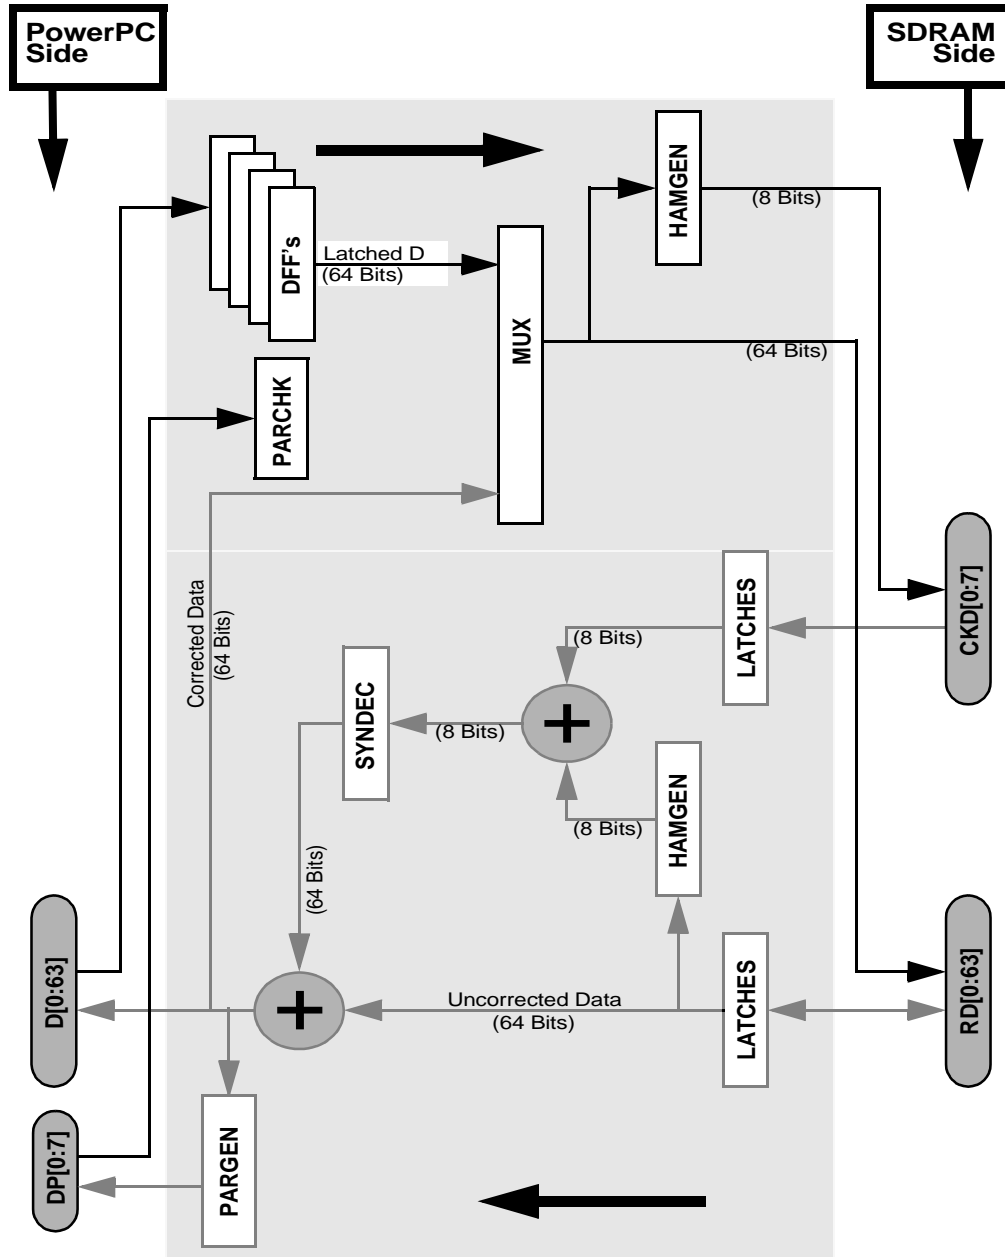 PowerPC
Side
SDRAM
Side
HAMGEN
(8 Bits)
DFF's
Latched D
(64 Bits)
MUX
(64 Bits)
PARCHK
Corrected Data
(64 Bits)
LATCHES
CKD[0:7]
(8 Bits)
SYNDEC
(8 Bits)
HAMGEN
(8 Bits)
(64 Bits)
D[0:63]
Uncorrected Data
(64 Bits)
LATCHES
RD[0:63]
PARGEN
DP[0:7]